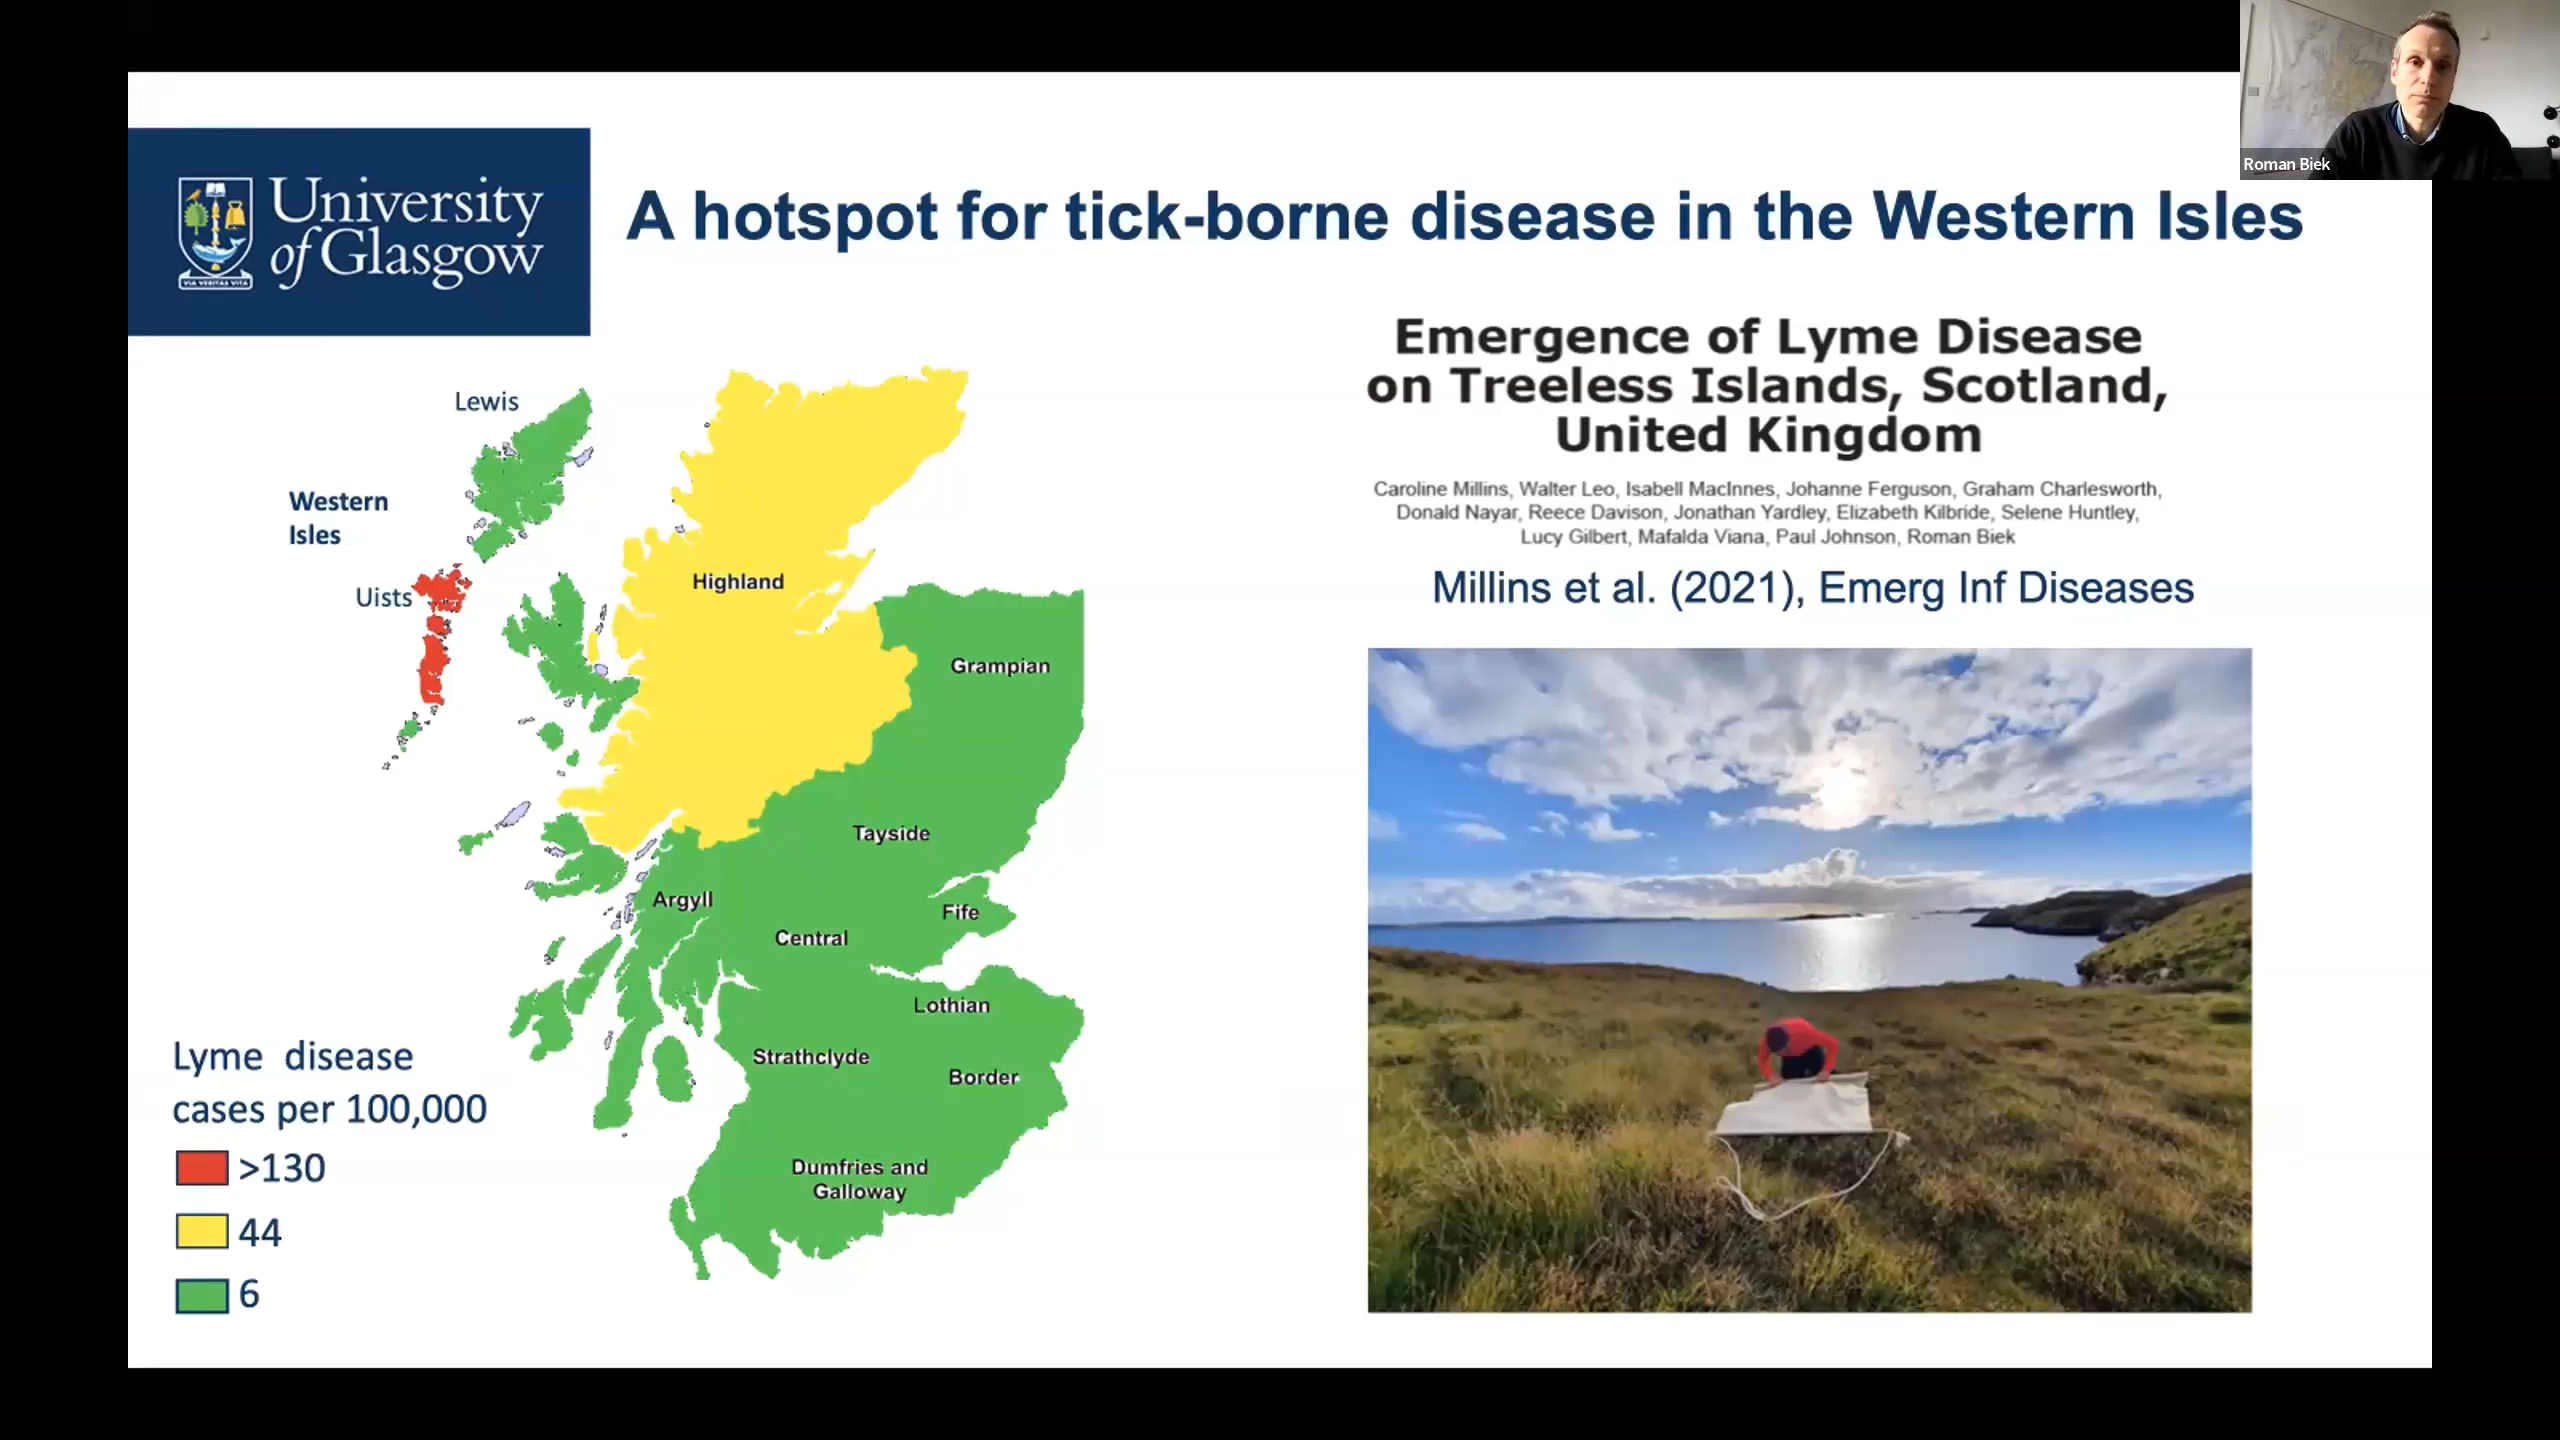 Roman Biek
University
of Glasgow
VIA VERITAS VITA
A hotspot for tick-borne disease in the Western Isles
Lewis
Western
Isles
Uists
Highland
Grampian
Tayside
Argyll
Fife
Central
Lothian
Strathclyde
Border
Dumfries and
Galloway
Lyme disease
cases per 100,000
>130
44
6
Emergence of Lyme Disease
on Treeless Islands, Scotland,
United Kingdom
Caroline Millins, Walter Leo, Isabell MacInnes, Johanne Ferguson, Graham Charlesworth,
Donald Nayar, Reece Davison, Jonathan Yardley, Elizabeth Kilbride, Selene Huntley,
Lucy Gilbert, Mafalda Viana, Paul Johnson, Roman Biek
Millins et al. (2021), Emerg Inf Diseases